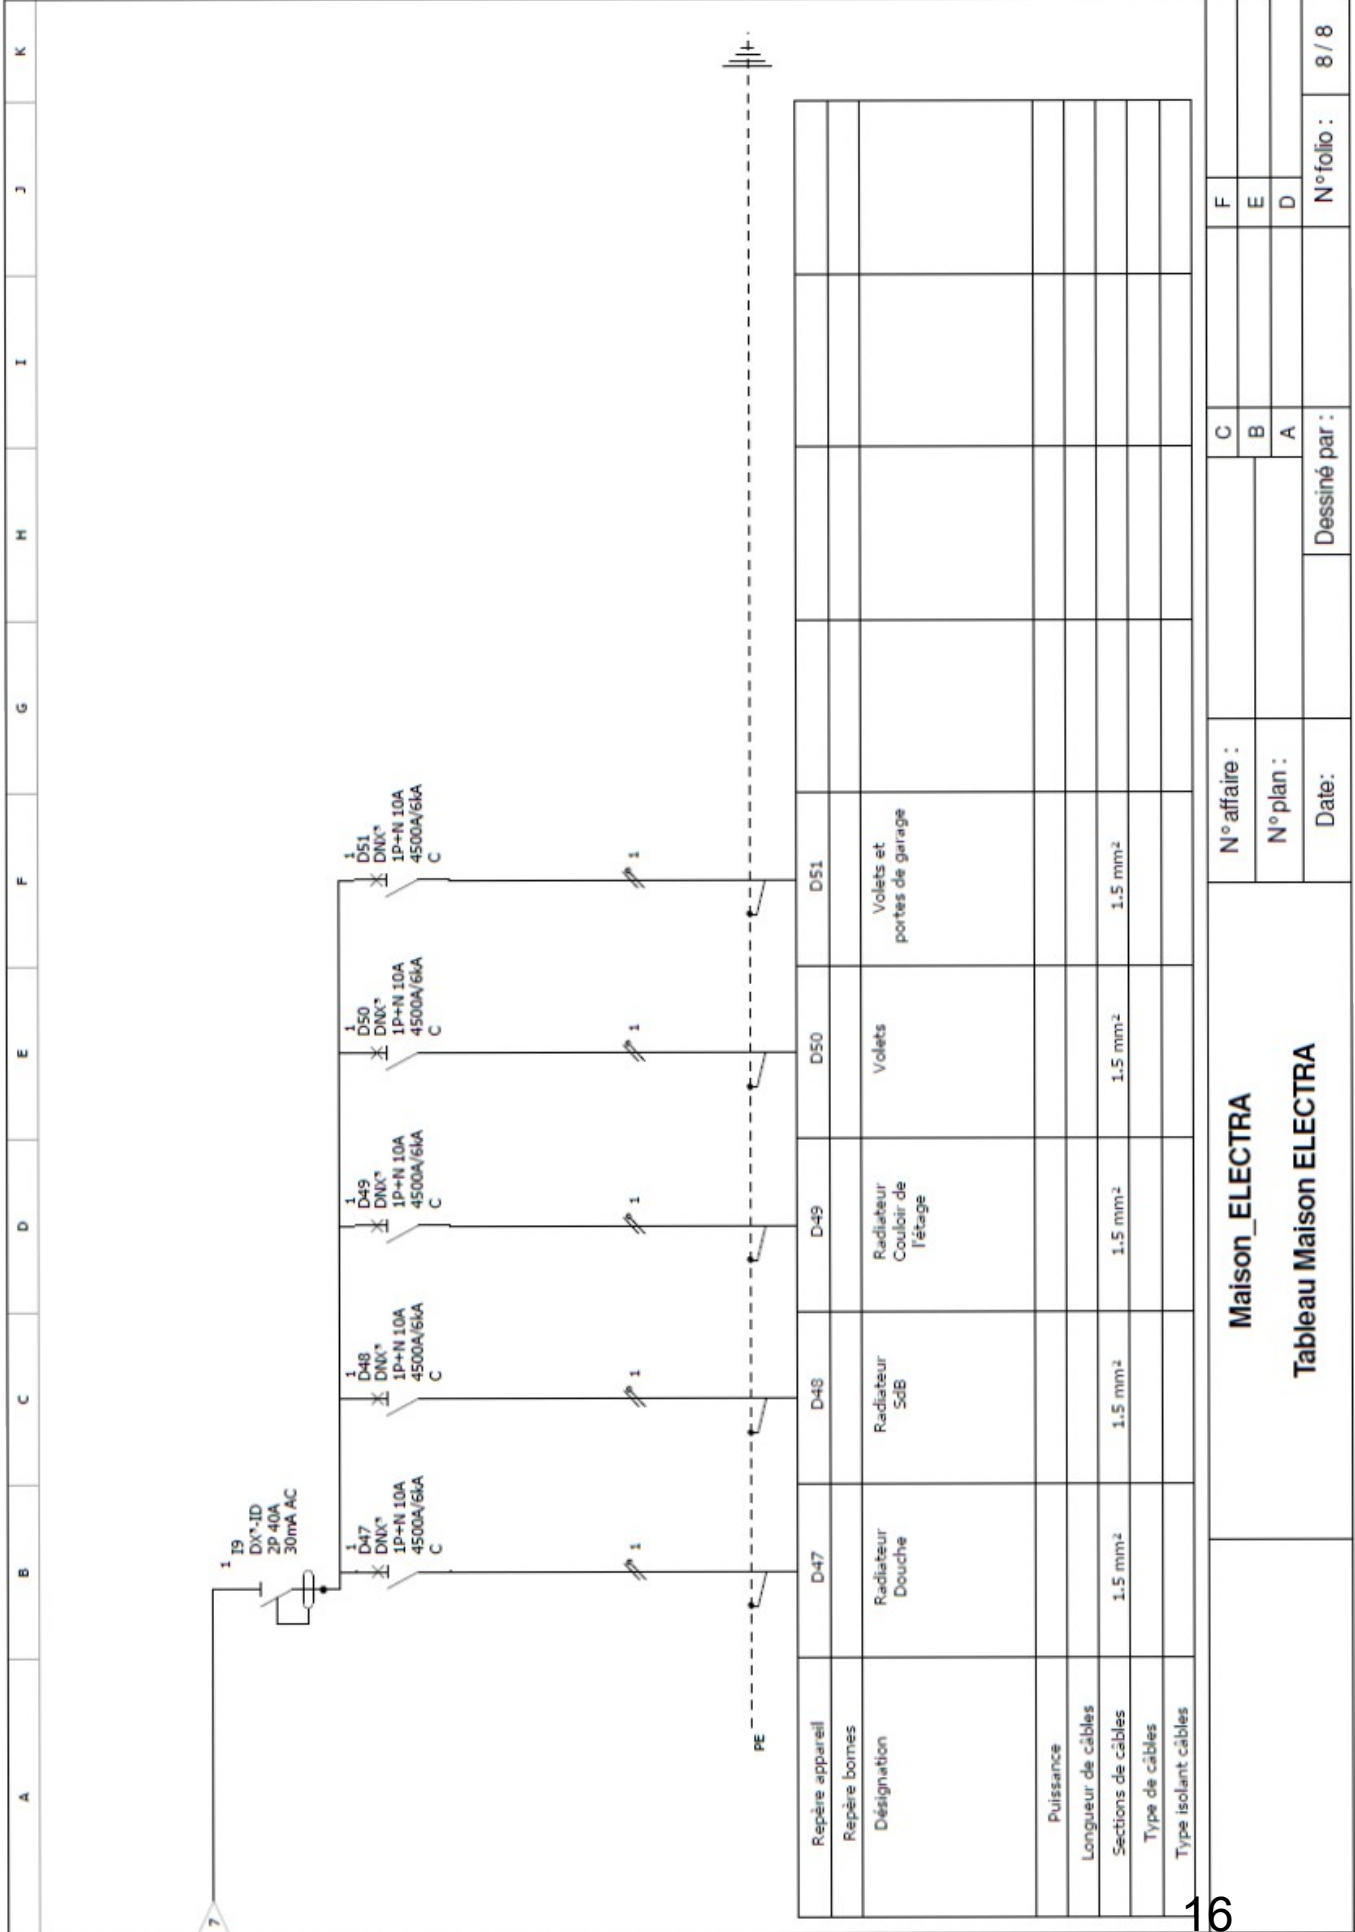 A B C D E F G H I J K
7
1
I9
DX³-ID
2P 40A
30mA AC
1
D47
DNX³
1P+N 10A
4500A/6kA
C
1
D48
DNX³
1P+N 10A
4500A/6kA
C
1
D49
DNX³
1P+N 10A
4500A/6kA
C
1
D50
DNX³
1P+N 10A
4500A/6kA
C
1
D51
DNX³
1P+N 10A
4500A/6kA
C
1 1 1 1 1
PE
Repère appareil D47 D48 D49 D50 D51
Repère bornes
Désignation
Radiateur
Douche
Radiateur
SdB
Radiateur
Couloir de
l'étage
Volets
Volets et
portes de garage
Puissance
Longueur de câbles
Sections de câbles 1.5 mm² 1.5 mm² 1.5 mm² 1.5 mm² 1.5 mm²
Type de câbles
Type isolant câbles
Maison_ELECTRA
Tableau Maison ELECTRA
N°affaire :
N°plan :
Date:
C F
B E
A D
Dessiné par :
N°folio : 8/8
16